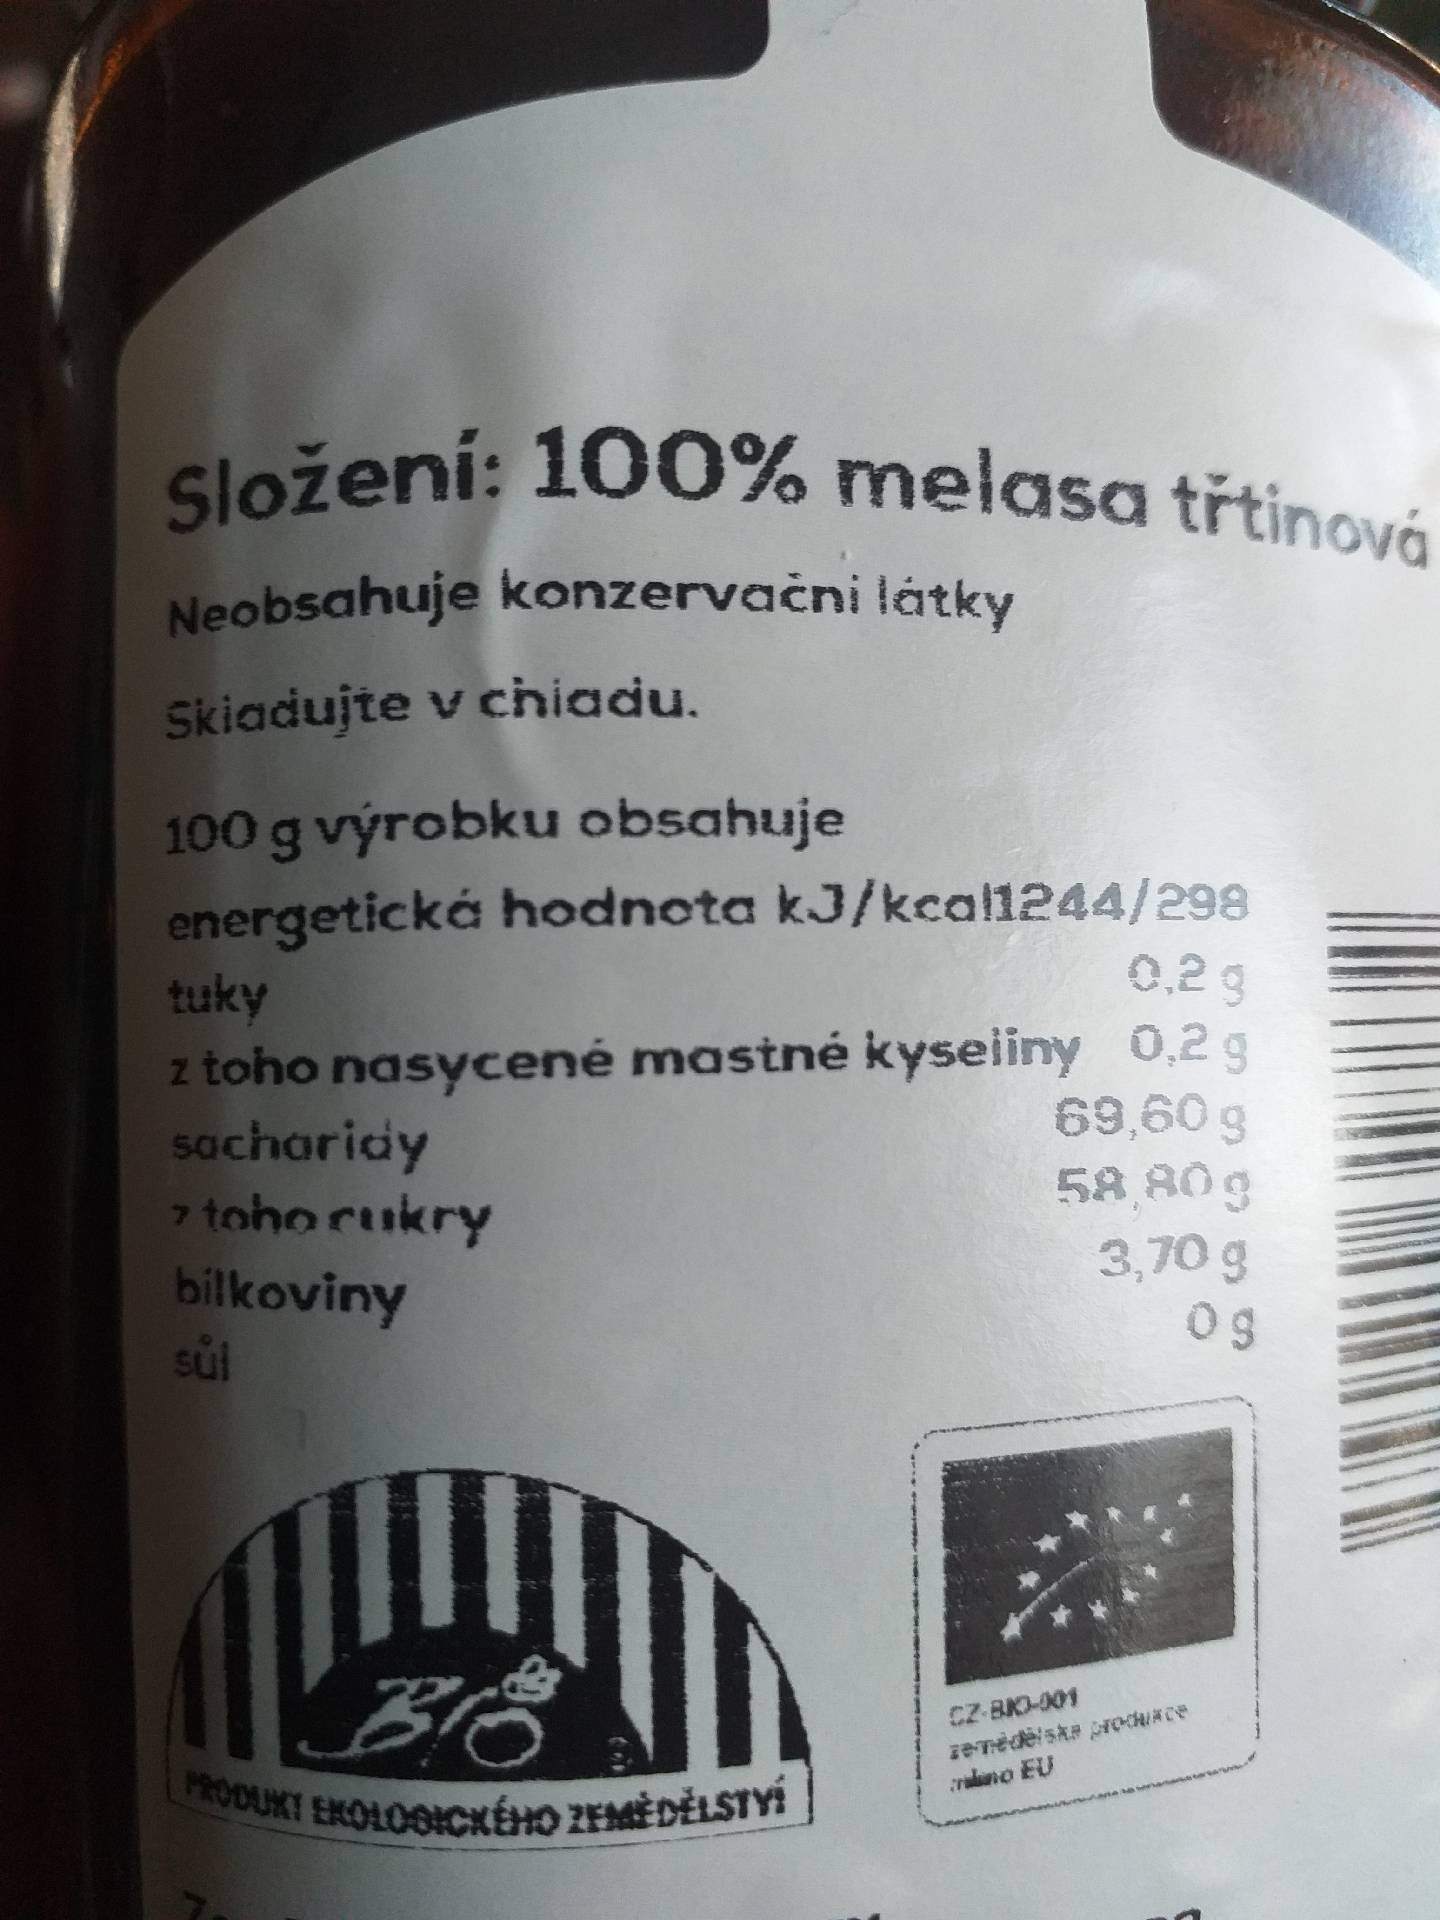 Složení: 100% melasa třtinová
Neobsahuje konzervační látky
Skladujte v chladu.
100 g výrobku obsahuje
energetická hodnota kJ/kcal1244/298
tuky 0,2 g
z toho nasycené mastné kyseliny 0,2 g
sacharidy 69,60 g
z toho cukry 58,80 g
bílkoviny 3,70 g
sůl 0 g
BIO
PRODUKT EKOLOGICKÉHO ZEMĚDĚLSTVÍ
CZ-BIO-001
zemědělská produkce
mimo EU